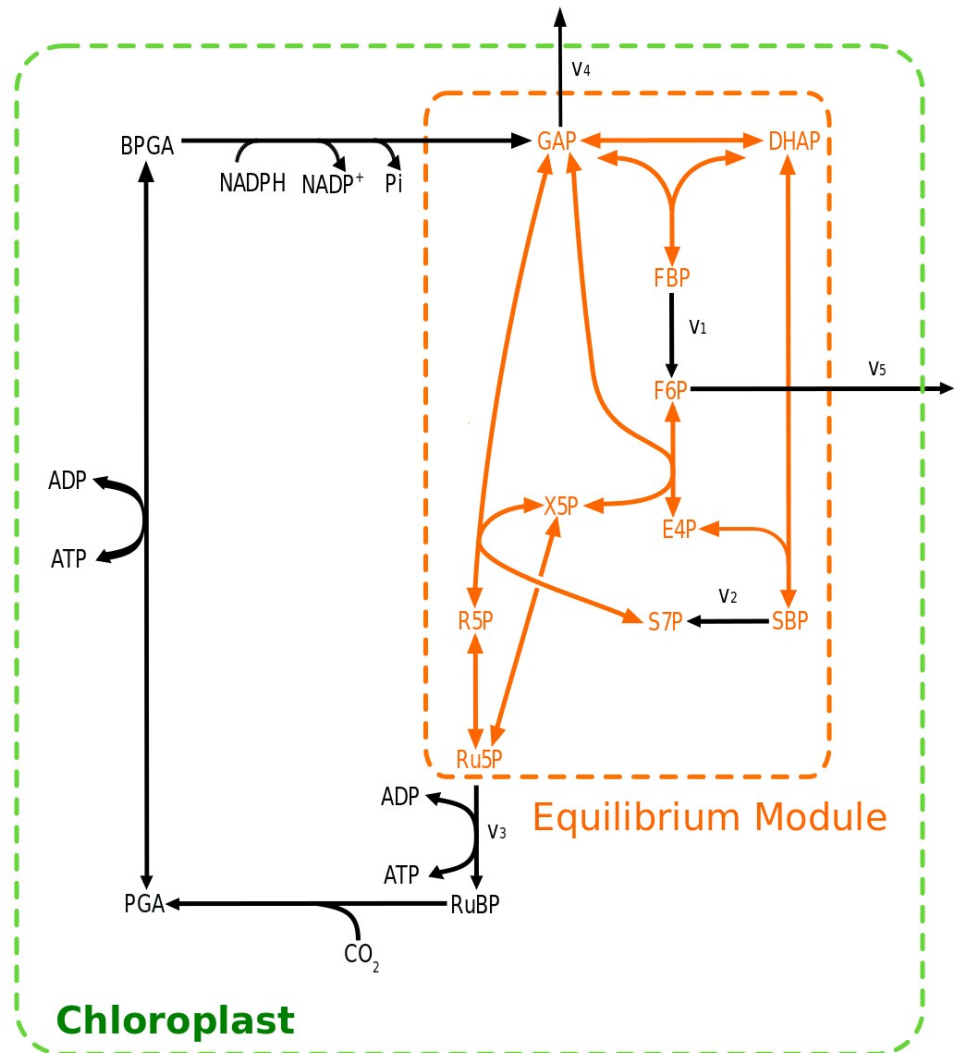 v4
BPGA
GAP
DHAP
NADPH
NADP+
Pi
FBP
v1
F6P
v5
ADP
ATP
X5P
E4P
v2
R5P
S7P
SBP
Ru5P
ADP
v3
ATP
Equilibrium Module
PGA
RuBP
CO2
Chloroplast